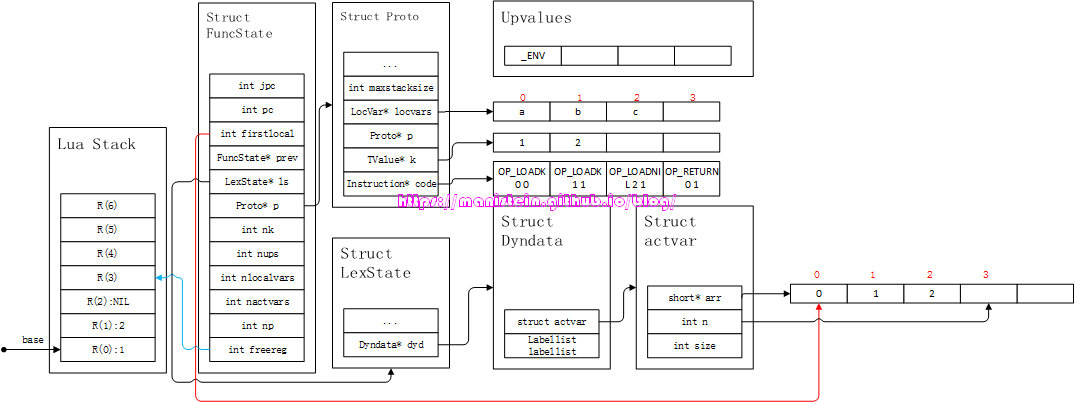 Lua Stack
R(6)
R(5)
R(4)
R(3)
R(2):NIL
R(1):2
R(0):1
base
Struct
FuncState
int jpc
int pc
int firstlocal
FuncState* prev
LexState* ls
Proto* p
int nk
int nups
int nlocalvars
int nactvars
int np
int freereg
Struct Proto
...
int maxstacksize
LocVar* locvars
Proto* p
TValue* k
Instruction* code
Upvalues
_ENV
0 1 2 3
a b c
1 2
OP_LOADK OP_LOADK OP_LOADNI OP_RETURN
0 0 1 1 L 2 1 0 1
https://manistein.github.io/blog/
Struct
LexState
...
Dyndata* dyd
Struct
Dyndata
struct actvar
Labellist
labellist
Struct
actvar
short* arr
int n
int size
0 1 2 3
0 1 2